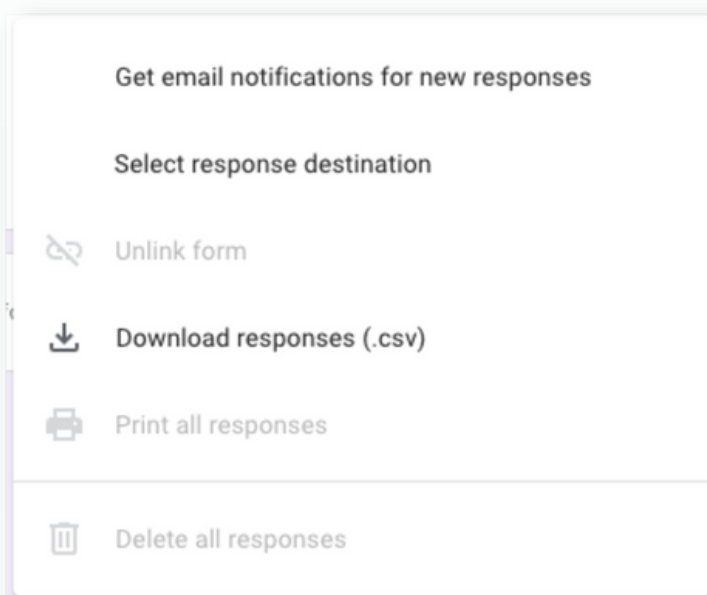 Get email notifications for new responses
Select response destination
Unlink form
Download responses (.csv)
Print all responses
Delete all responses